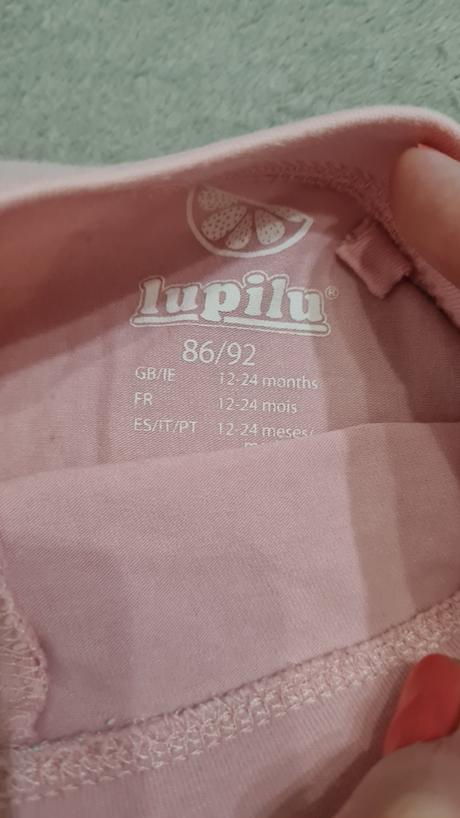 lupilu®
86/92
GB/IE 12-24 months
FR 12-24 mois
ES/IT/PT 12-24 meses/